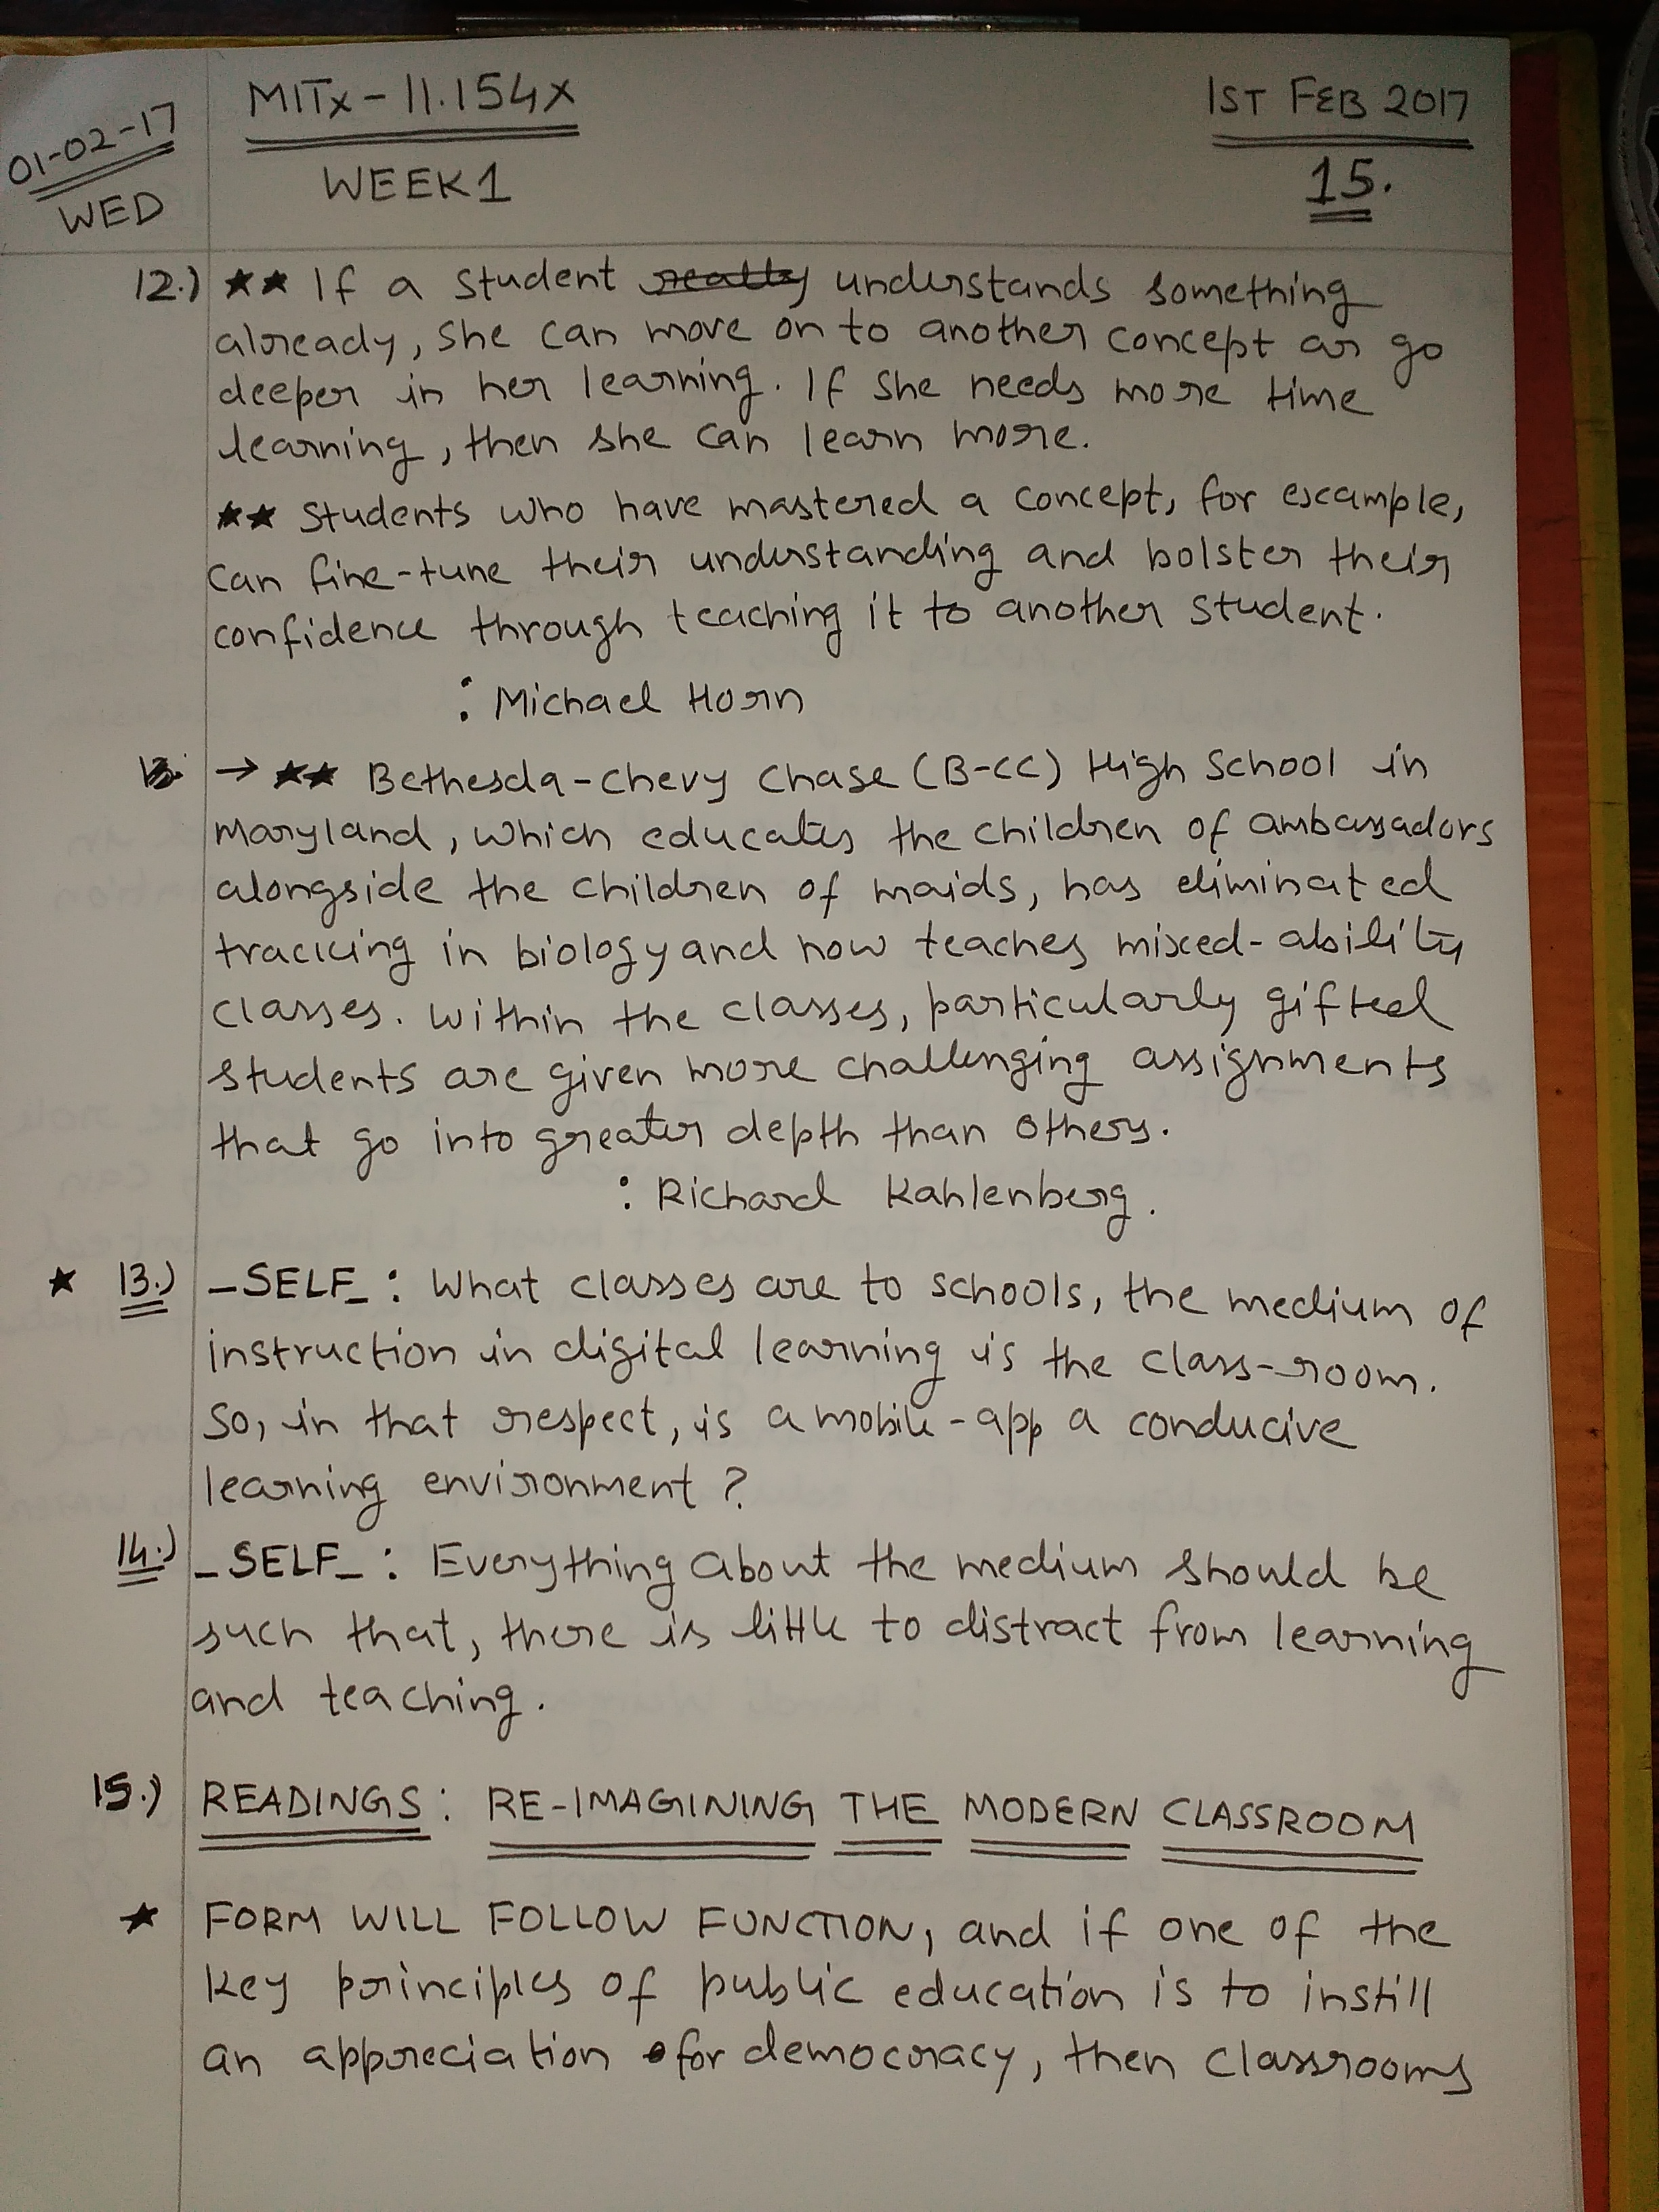 01-02-17
WED
MITx - 11.154x
WEEK 1
1ST FEB 2017
15.
12.) ★★ If a student really understands something
already, she can move on to another concept or go
deeper in her learning. If she needs more time
learning, then she can learn more.
★★ Students who have mastered a concept, for example,
can fine-tune their understanding and bolster their
confidence through teaching it to another student.
: Michael Horn
→ ★★ Bethesda-Chevy Chase (B-CC) High School in
Maryland, which educates the children of ambassadors
alongside the children of maids, has eliminated
tracking in biology and now teaches mixed-ability
classes. Within the classes, particularly gifted
students are given more challenging assignments
that go into greater depth than others.
: Richard Kahlenberg.
★ 13.) _SELF_ : What classes are to schools, the medium of
instruction in digital learning is the class-room.
So, in that respect, is a mobile-app a conducive
learning environment ?
14.) _SELF_ : Everything about the medium should be
such that, there is little to distract from learning
and teaching.
15.) READINGS : RE-IMAGINING THE MODERN CLASSROOM
★ FORM WILL FOLLOW FUNCTION, and if one of the
key principles of public education is to instill
an appreciation for democracy, then classrooms